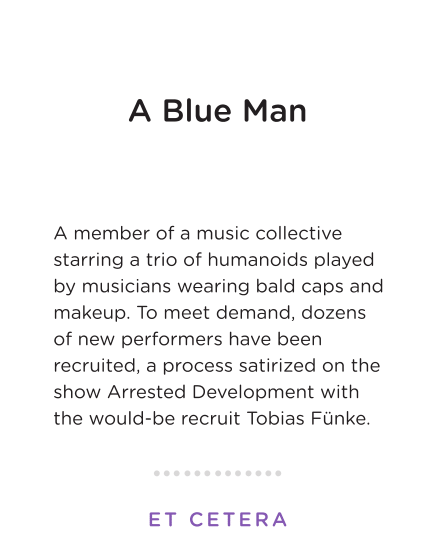 A Blue Man
A member of a music collective
starring a trio of humanoids played
by musicians wearing bald caps and
makeup. To meet demand, dozens
of new performers have been
recruited, a process satirized on the
show Arrested Development with
the would-be recruit Tobias Fünke.
ET CETERA